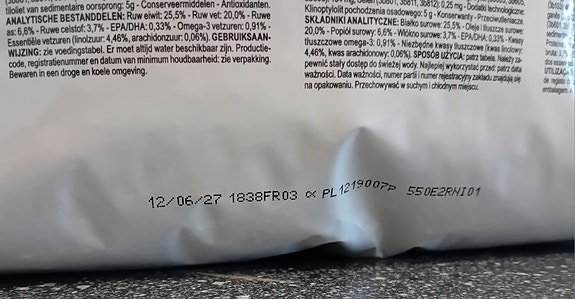 tioliet van sedimentaire oorsprong: 5g - Conserveermiddelen - Antioxidanten.
ANALYTISCHE BESTANDDELEN: Ruw eiwit: 25,5% - Ruw vet: 20,0% - Ruwe
as: 6,6% - Ruwe celstof: 3,7% - EPA/DHA: 0,33% - Omega-3 vetzuren: 0,91% -
Essentiële vetzuren (linolzuur: 4,46%, arachidonzuur: 0,06%). GEBRUIKSAAN-
WIJZING: zie voedingstabel. Er moet altijd water beschikbaar zijn. Productie-
code, registratienummer en datum van minimum houdbaarheid: zie verpakking.
Bewaren in een droge en koele omgeving.
Klinoptylolit pochodzenia osadowego: 5 g - Konserwanty - Przeciwutleniacze.
SKŁADNIKI ANALITYCZNE: Białko surowe: 25,5% - Oleje i tłuszcze surowe:
20,0% - Popiół surowy: 6,6% - Włókno surowe: 3,7% - EPA/DHA: 0,33% - Kwasy
tłuszczowe omega-3: 0,91% - Niezbędne kwasy tłuszczowe (kwas linolowy:
4,46%, kwas arachidonowy: 0,06%). SPOSÓB UŻYCIA: patrz tabela. Należy za-
pewnić stały dostęp do świeżej wody. Najlepiej wykorzystać przed: patrz data
ważności. Data ważności, numer partii i numer rejestracyjny zakładu znajdują się
na opakowaniu. Przechowywać w suchym i chłodnym miejscu.
12/06/27 1838FR03 ∝ PL1219007P 550E2RNI01